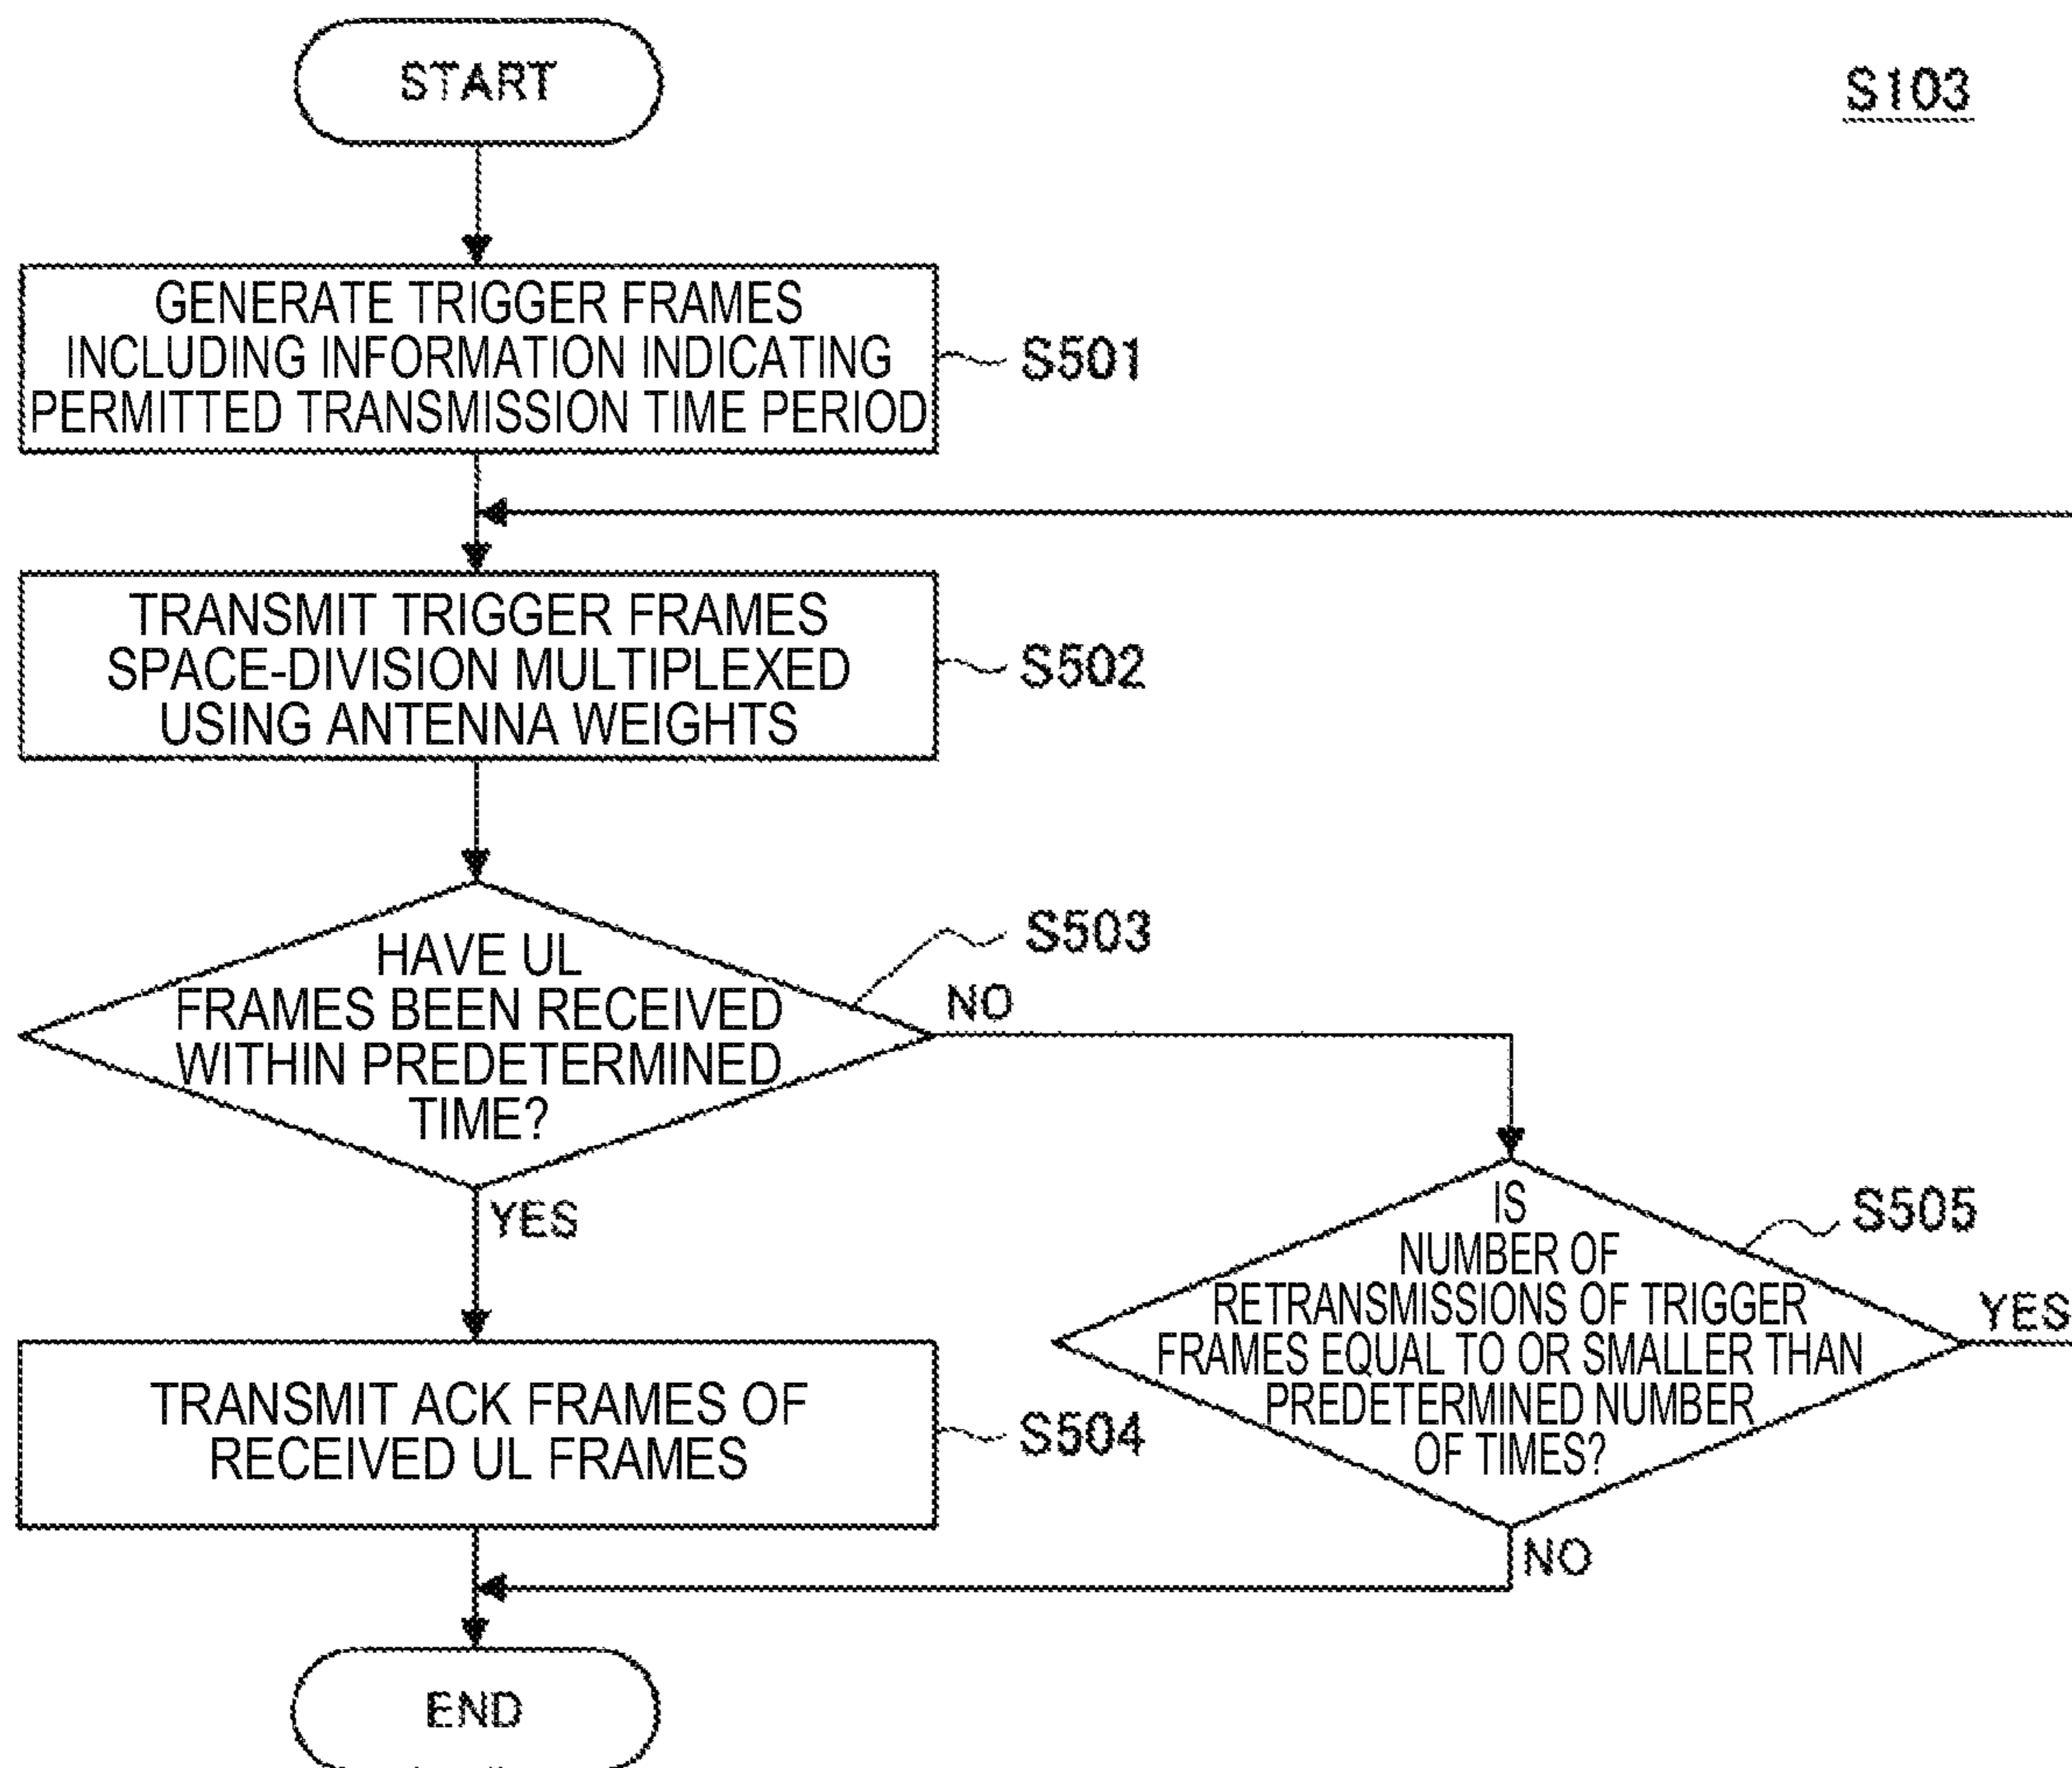 START
S103
GENERATE TRIGGER FRAMES
INCLUDING INFORMATION INDICATING
PERMITTED TRANSMISSION TIME PERIOD
S501
TRANSMIT TRIGGER FRAMES
SPACE-DIVISION MULTIPLEXED
USING ANTENNA WEIGHTS
S502
HAVE UL
FRAMES BEEN RECEIVED
WITHIN PREDETERMINED
TIME?
S503
NO
YES
IS
NUMBER OF
RETRANSMISSIONS OF TRIGGER
FRAMES EQUAL TO OR SMALLER THAN
PREDETERMINED NUMBER
OF TIMES?
S505
YES
NO
TRANSMIT ACK FRAMES OF
RECEIVED UL FRAMES
S504
END